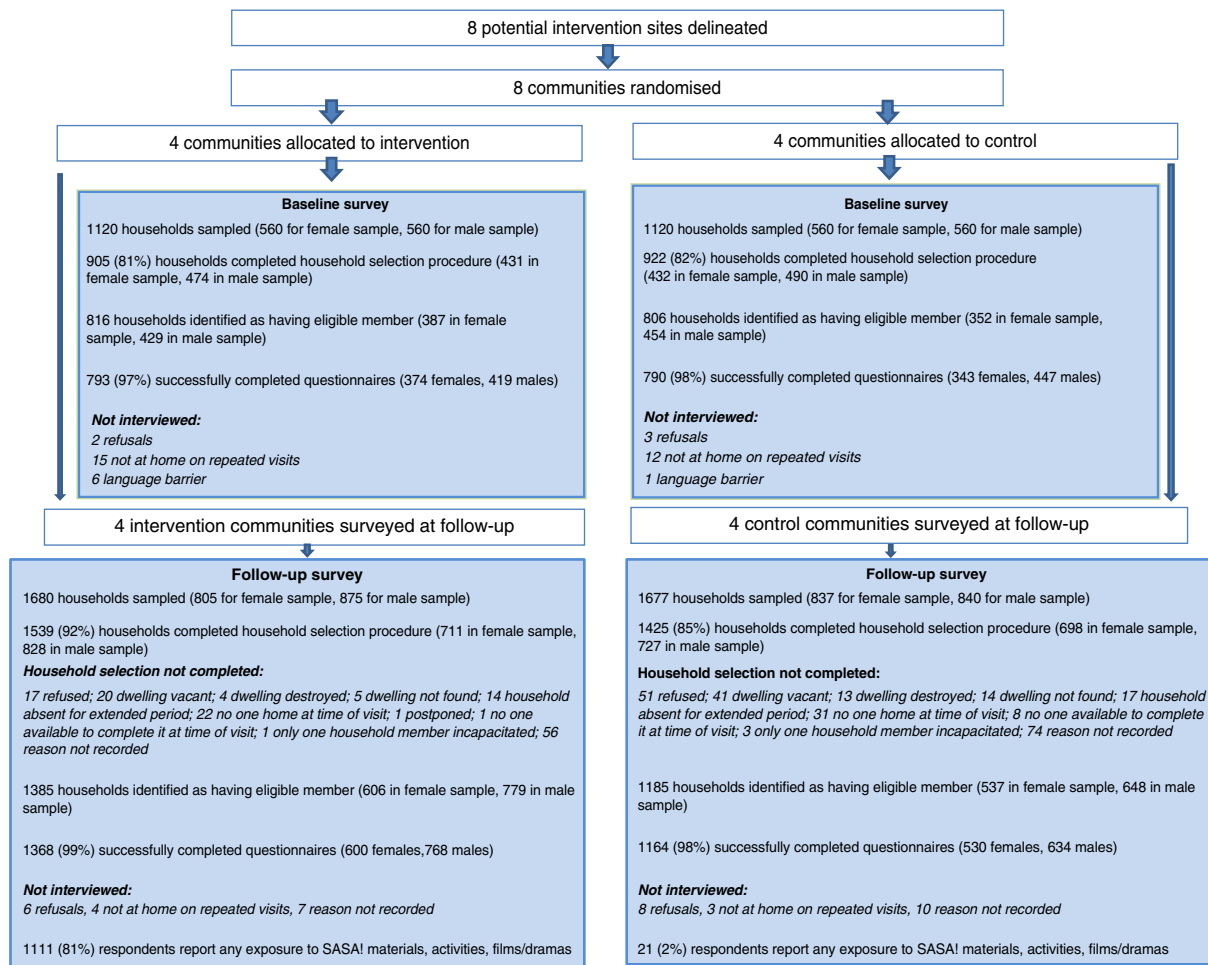 8 potential intervention sites delineated
8 communities randomised
4 communities allocated to intervention
Baseline survey
1120 households sampled (560 for female sample, 560 for male sample)
905 (81%) households completed household selection procedure (431 in
female sample, 474 in male sample)
816 households identified as having eligible member (387 in female
sample, 429 in male sample)
793 (97%) successfully completed questionnaires (374 females, 419 males)
Not interviewed:
2 refusals
15 not at home on repeated visits
6 language barrier
4 communities allocated to control
Baseline survey
1120 households sampled (560 for female sample, 560 for male sample)
922 (82%) households completed household selection procedure
(432 in female sample, 490 in male sample)
806 households identified as having eligible member (352 in female sample,
454 in male sample)
790 (98%) successfully completed questionnaires (343 females, 447 males)
Not interviewed:
3 refusals
12 not at home on repeated visits
1 language barrier
4 intervention communities surveyed at follow-up
Follow-up survey
1680 households sampled (805 for female sample, 875 for male sample)
1539 (92%) households completed household selection procedure (711 in female sample,
828 in male sample)
Household selection not completed:
17 refused; 20 dwelling vacant; 4 dwelling destroyed; 5 dwelling not found; 14 household
absent for extended period; 22 no one home at time of visit; 1 postponed; 1 no one
available to complete it at time of visit; 1 only one household member incapacitated; 56
reason not recorded
1385 households identified as having eligible member (606 in female sample, 779 in male
sample)
1368 (99%) successfully completed questionnaires (600 females,768 males)
Not interviewed:
6 refusals, 4 not at home on repeated visits, 7 reason not recorded
1111 (81%) respondents report any exposure to SASA! materials, activities, films/dramas
4 control communities surveyed at follow-up
Follow-up survey
1677 households sampled (837 for female sample, 840 for male sample)
1425 (85%) households completed household selection procedure (698 in female sample,
727 in male sample)
Household selection not completed:
51 refused; 41 dwelling vacant; 13 dwelling destroyed; 14 dwelling not found; 17 household
absent for extended period; 31 no one home at time of visit; 8 no one available to complete
it at time of visit; 3 only one household member incapacitated; 74 reason not recorded
1185 households identified as having eligible member (537 in female sample, 648 in male
sample)
1164 (98%) successfully completed questionnaires (530 females, 634 males)
Not interviewed:
8 refusals, 3 not at home on repeated visits, 10 reason not recorded
21 (2%) respondents report any exposure to SASA! materials, activities, films/dramas